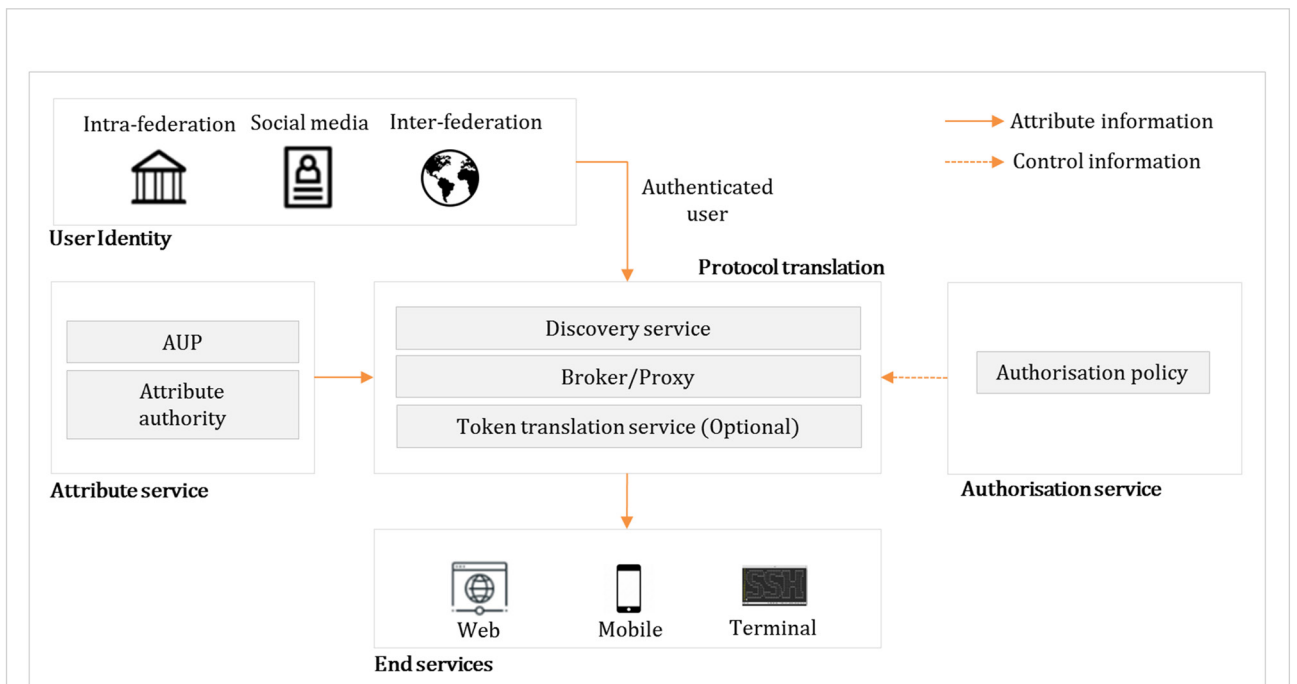 Intra-federation
Social media
Inter-federation
User Identity
Attribute information
Control information
Authenticated
user
Protocol translation
AUP
Attribute
authority
Attribute service
Discovery service
Broker/Proxy
Token translation service (Optional)
Authorisation policy
Authorisation service
SSH
Web
Mobile
Terminal
End services